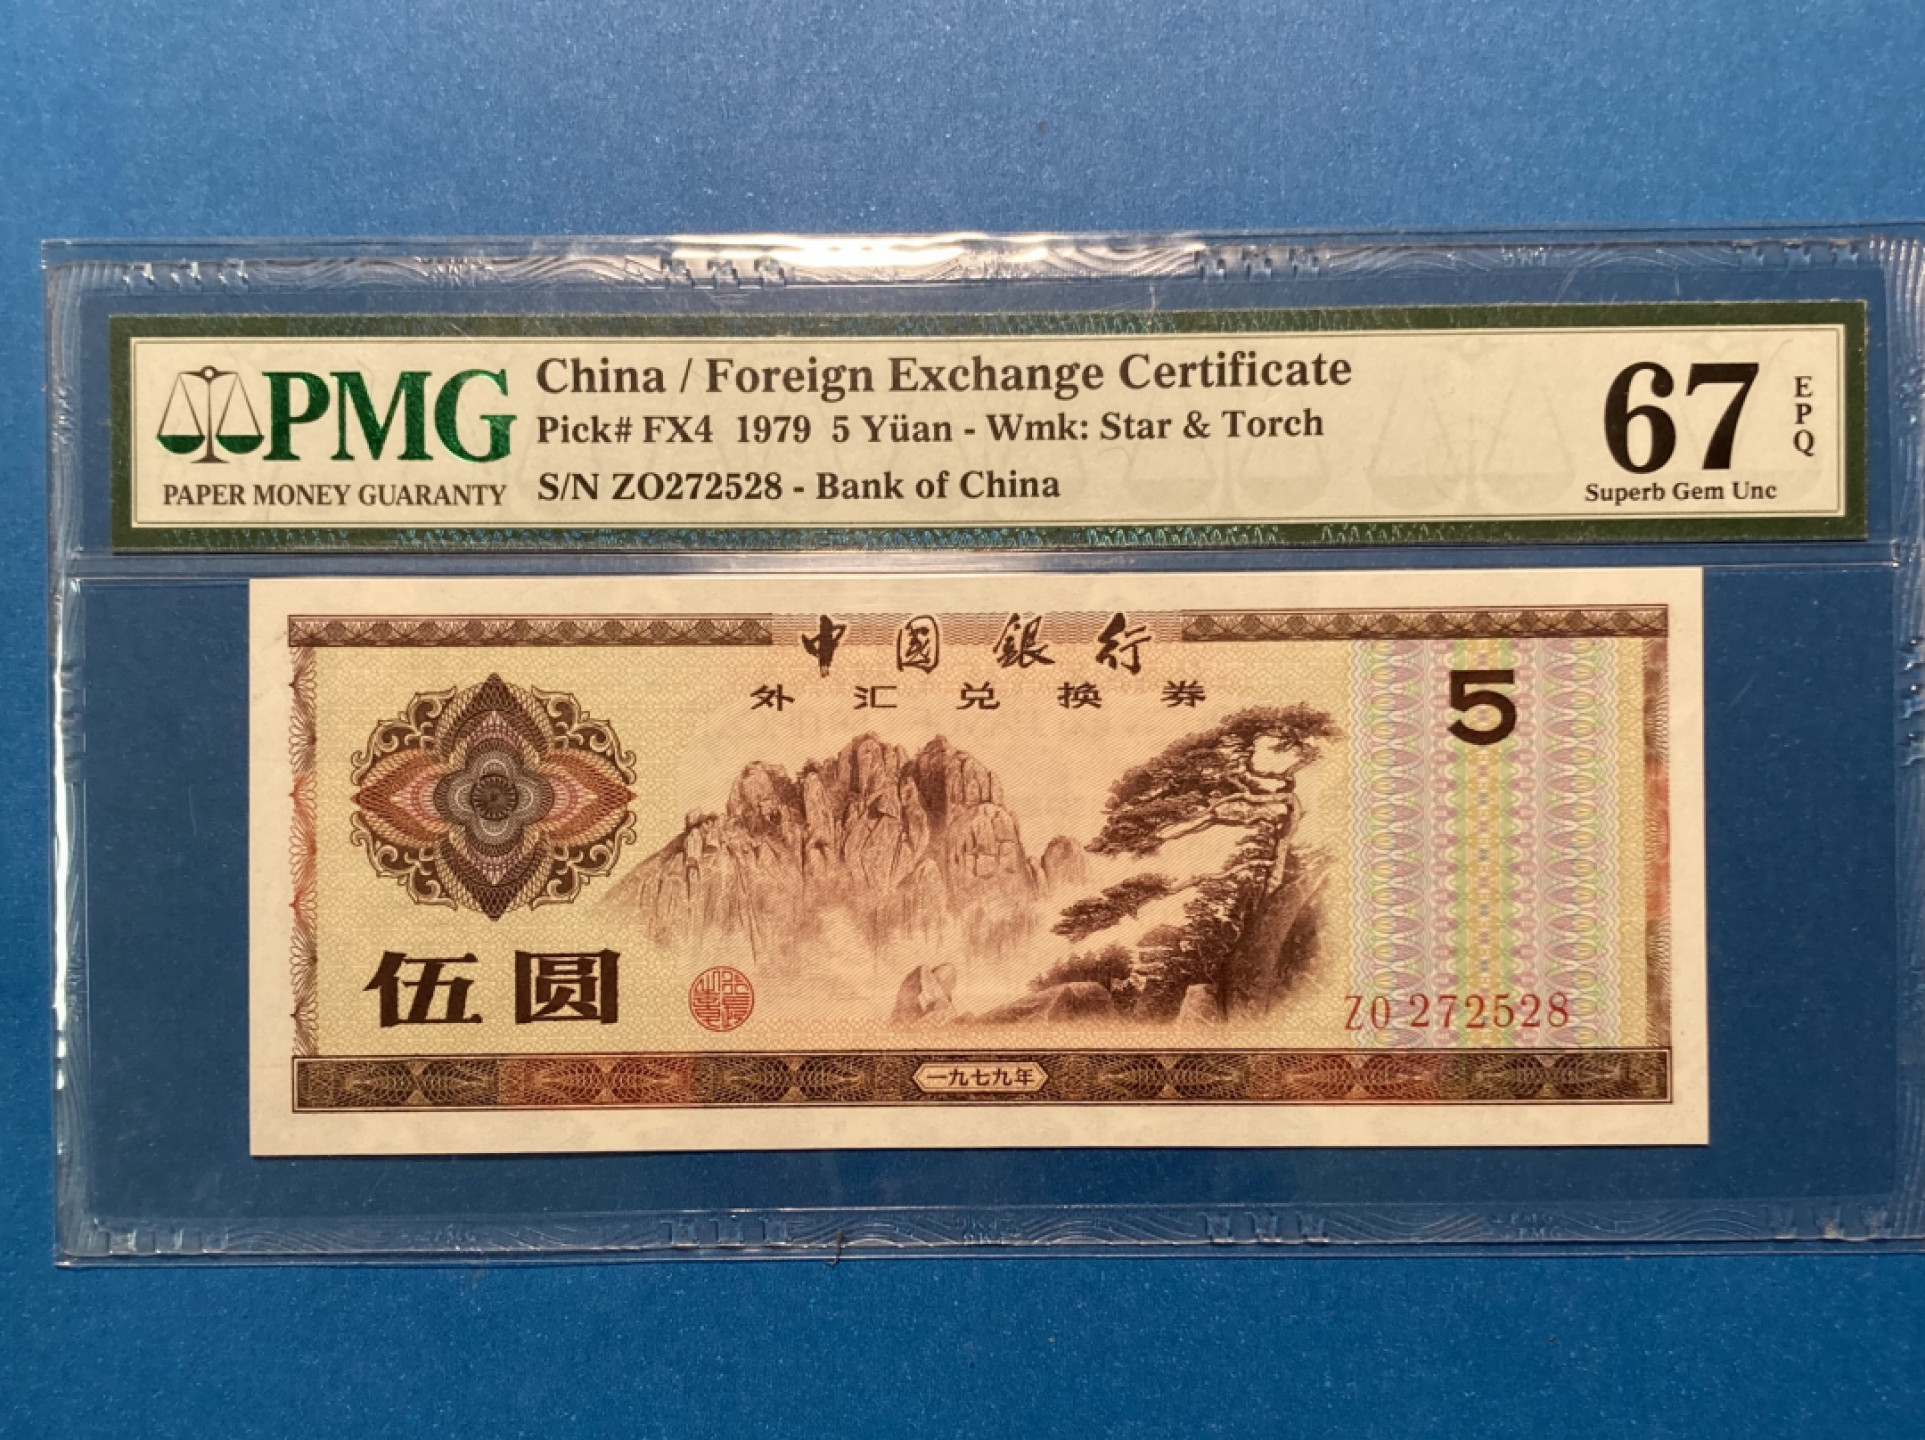 PMG
PAPER MONEY GUARANTY
China / Foreign Exchange Certificate
Pick# FX4 1979 5 Yüan - Wmk: Star & Torch
S/N ZO272528 - Bank of China
67
EPQ
Superb Gem Unc
中國銀行
外汇兑换券
5
伍圆
ZO 272528
一九七九年